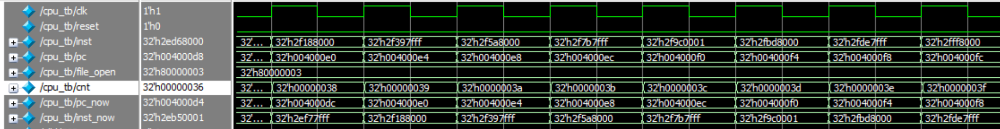 /cpu_tb/clk 1'h1
/cpu_tb/reset 1'h0
/cpu_tb/inst 32'h2ed68000 32'... 32'h2f188000 32'h2f397fff 32'h2f5a8000 32'h2f7b7fff 32'h2f9c0001 32'h2fbd8000 32'h2fde7fff 32'h2fff8000
/cpu_tb/pc 32'h004000d8 32'... 32'h004000e0 32'h004000e4 32'h004000e8 32'h004000ec 32'h004000f0 32'h004000f4 32'h004000f8 32'h004000fc
/cpu_tb/file_open 32'h80000003 32'h80000003
/cpu_tb/cnt 32'h00000036 32'... 32'h00000038 32'h00000039 32'h0000003a 32'h0000003b 32'h0000003c 32'h0000003d 32'h0000003e 32'h0000003f
/cpu_tb/pc_now 32'h004000d4 32'... 32'h004000dc 32'h004000e0 32'h004000e4 32'h004000e8 32'h004000ec 32'h004000f0 32'h004000f4 32'h004000f8
/cpu_tb/inst_now 32'h2eb50001 32'... 32'h2ef77fff 32'h2f188000 32'h2f397fff 32'h2f5a8000 32'h2f7b7fff 32'h2f9c0001 32'h2fbd8000 32'h2fde7fff